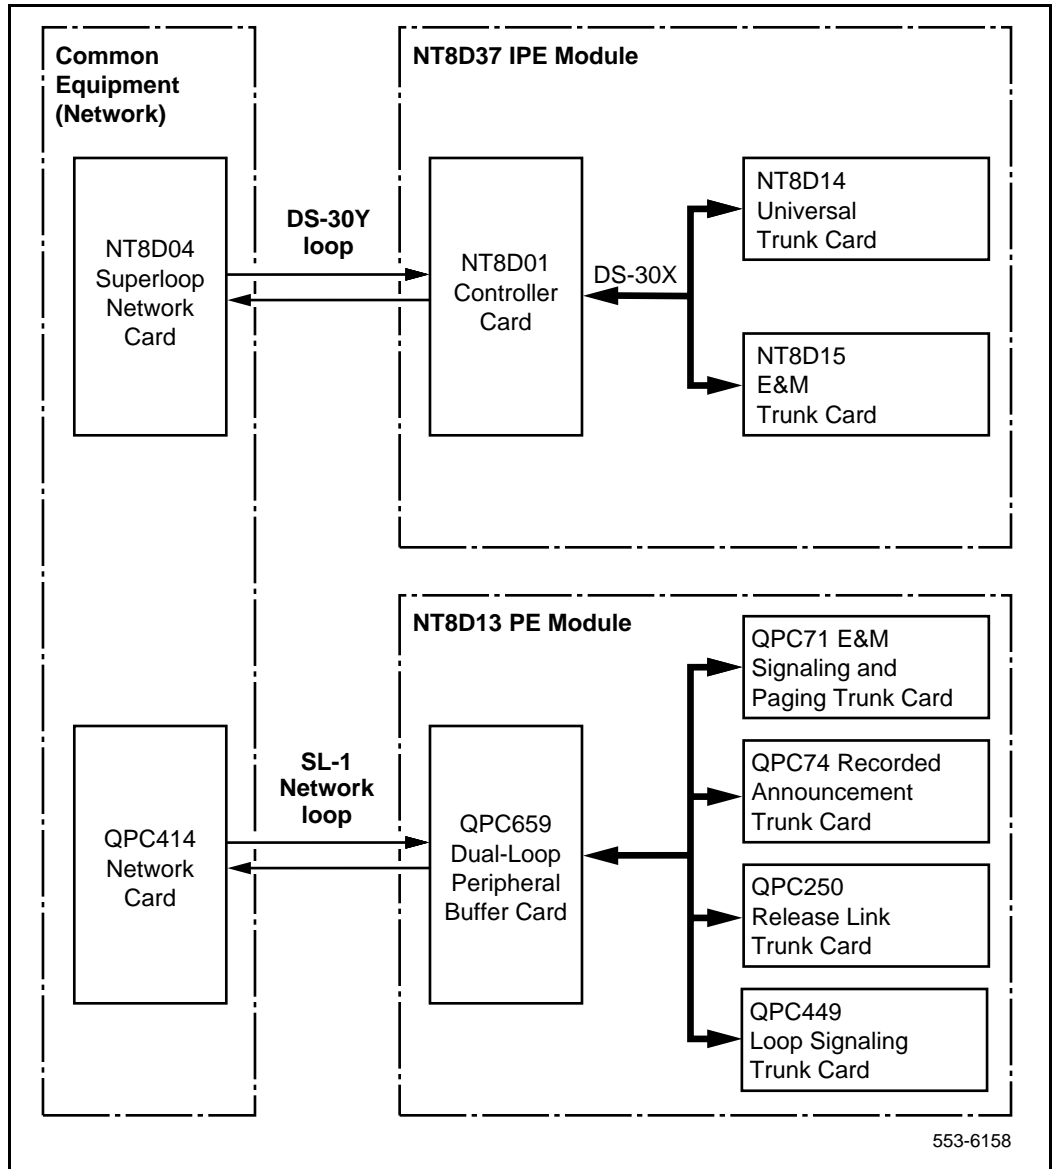 Common
Equipment
(Network)
NT8D37 IPE Module
NT8D04
Superloop
Network
Card
DS-30Y
loop
NT8D01
Controller
Card
DS-30X
NT8D14
Universal
Trunk Card
NT8D15
E&M
Trunk Card
NT8D13 PE Module
QPC414
Network
Card
SL-1
Network
loop
QPC659
Dual-Loop
Peripheral
Buffer Card
QPC71 E&M
Signaling and
Paging Trunk Card
QPC74 Recorded
Announcement
Trunk Card
QPC250
Release Link
Trunk Card
QPC449
Loop Signaling
Trunk Card
553-6158